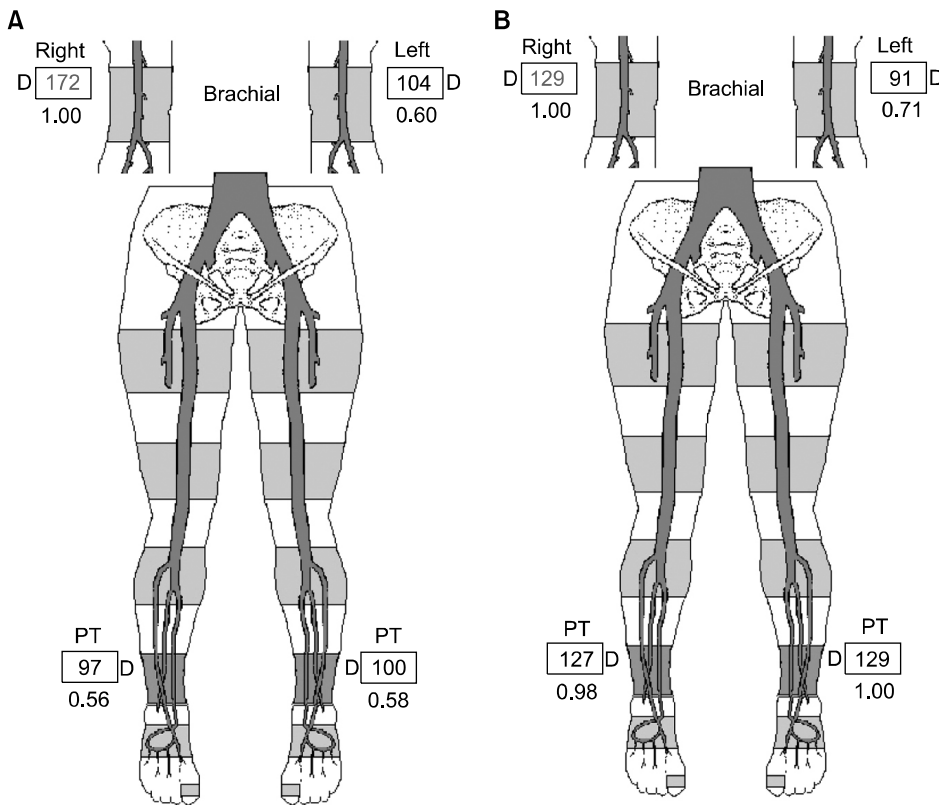 A
Right
Left
D 172
104 D
Brachial
1.00
0.60
PT
PT
97 D
D 100
0.56
0.58
B
Right
Left
D 129
91 D
Brachial
1.00
0.71
PT
PT
127 D
D 129
0.98
1.00